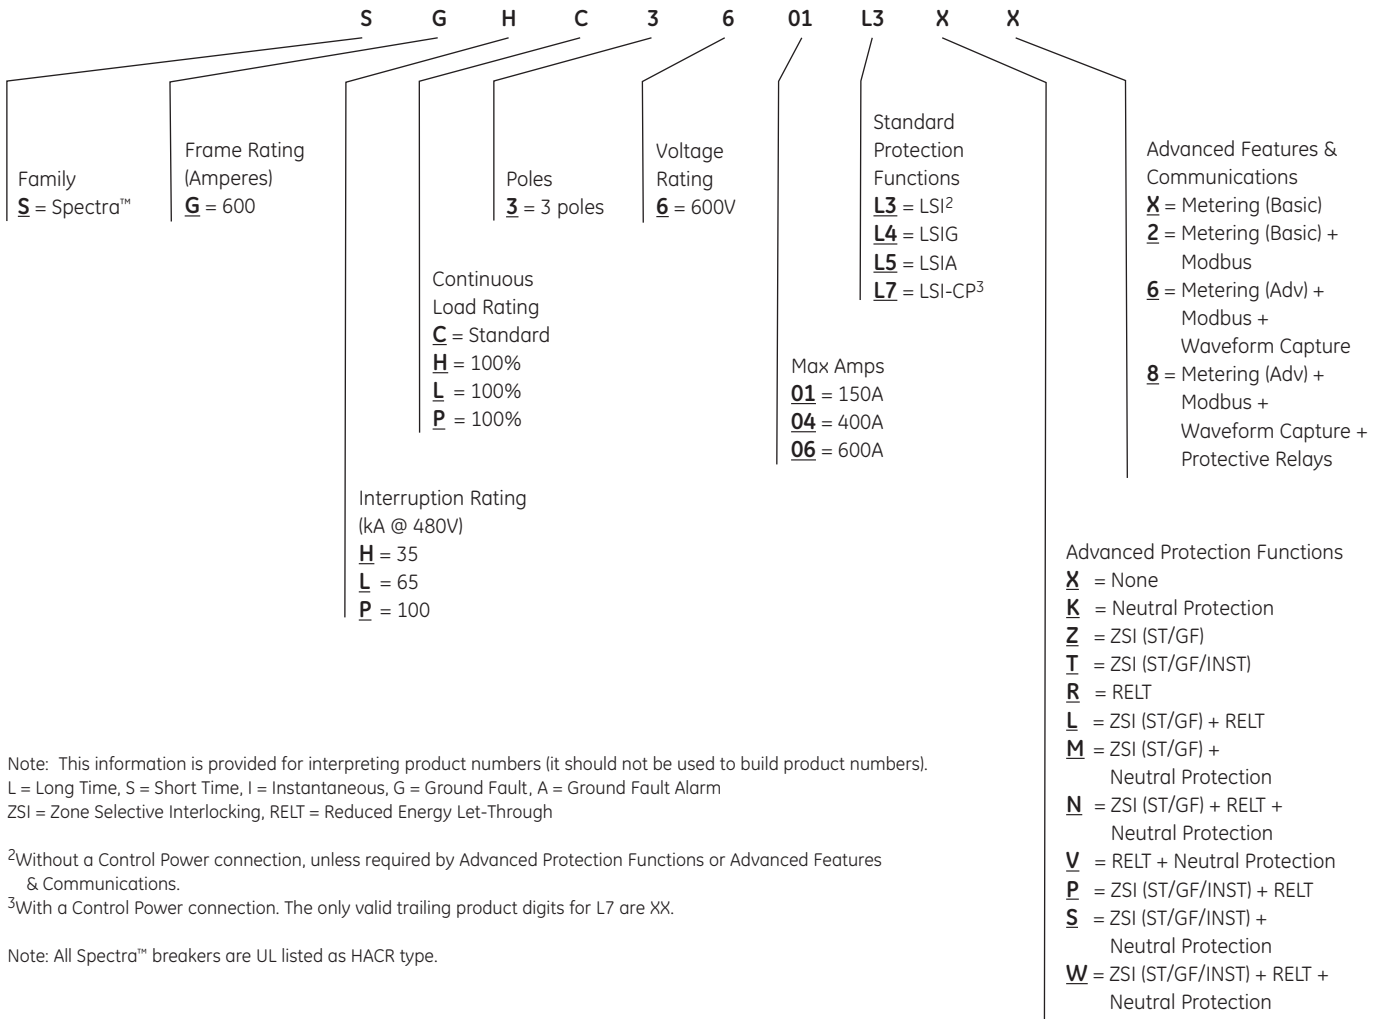 S G H C 3 6 01 L3 X X
Family
S = Spectra™
Frame Rating
(Amperes)
G = 600
Interruption Rating
(kA @ 480V)
H = 35
L = 65
P = 100
Continuous
Load Rating
C = Standard
H = 100%
L = 100%
P = 100%
Poles
3 = 3 poles
Voltage
Rating
6 = 600V
Max Amps
01 = 150A
04 = 400A
06 = 600A
Standard
Protection
Functions
L3 = LSI2
L4 = LSIG
L5 = LSIA
L7 = LSI-CP3
Advanced Protection Functions
X = None
K = Neutral Protection
Z = ZSI (ST/GF)
T = ZSI (ST/GF/INST)
R = RELT
L = ZSI (ST/GF) + RELT
M = ZSI (ST/GF) +
Neutral Protection
N = ZSI (ST/GF) + RELT +
Neutral Protection
V = RELT + Neutral Protection
P = ZSI (ST/GF/INST) + RELT
S = ZSI (ST/GF/INST) +
Neutral Protection
W = ZSI (ST/GF/INST) + RELT +
Neutral Protection
Advanced Features &
Communications
X = Metering (Basic)
2 = Metering (Basic) +
Modbus
6 = Metering (Adv) +
Modbus +
Waveform Capture
8 = Metering (Adv) +
Modbus +
Waveform Capture +
Protective Relays
Note: This information is provided for interpreting product numbers (it should not be used to build product numbers).
L = Long Time, S = Short Time, I = Instantaneous, G = Ground Fault, A = Ground Fault Alarm
ZSI = Zone Selective Interlocking, RELT = Reduced Energy Let-Through
2Without a Control Power connection, unless required by Advanced Protection Functions or Advanced Features
& Communications.
3With a Control Power connection. The only valid trailing product digits for L7 are XX.
Note: All Spectra™ breakers are UL listed as HACR type.